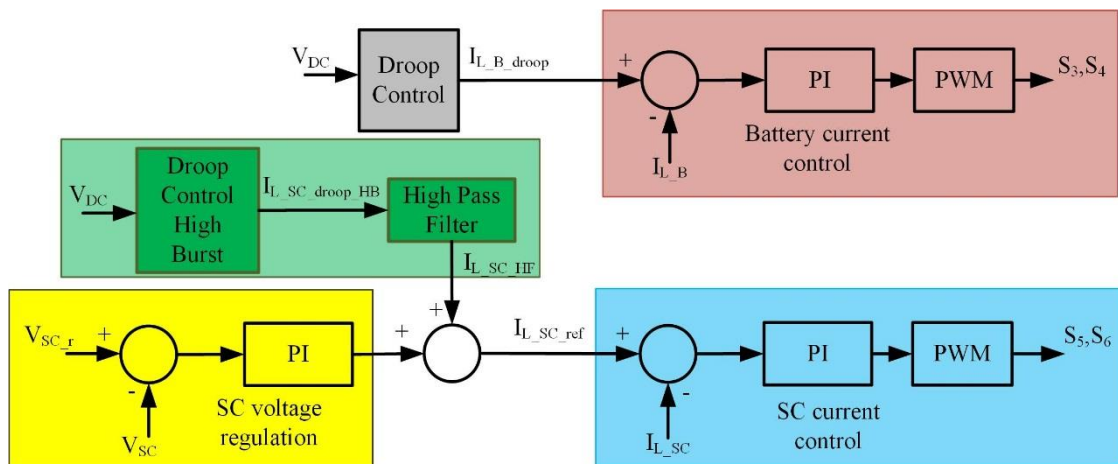 V_DC
Droop
Control
I_L_B_droop
+
-
I_L_B
PI
PWM
S_3,S_4
Battery current
control
V_DC
Droop
Control
High
Burst
I_L_SC_droop_HB
High Pass
Filter
I_L_SC_HF
V_SC_r
+
-
V_SC
PI
SC voltage
regulation
+
+
I_L_SC_ref
+
-
I_L_SC
PI
PWM
S_5,S_6
SC current
control